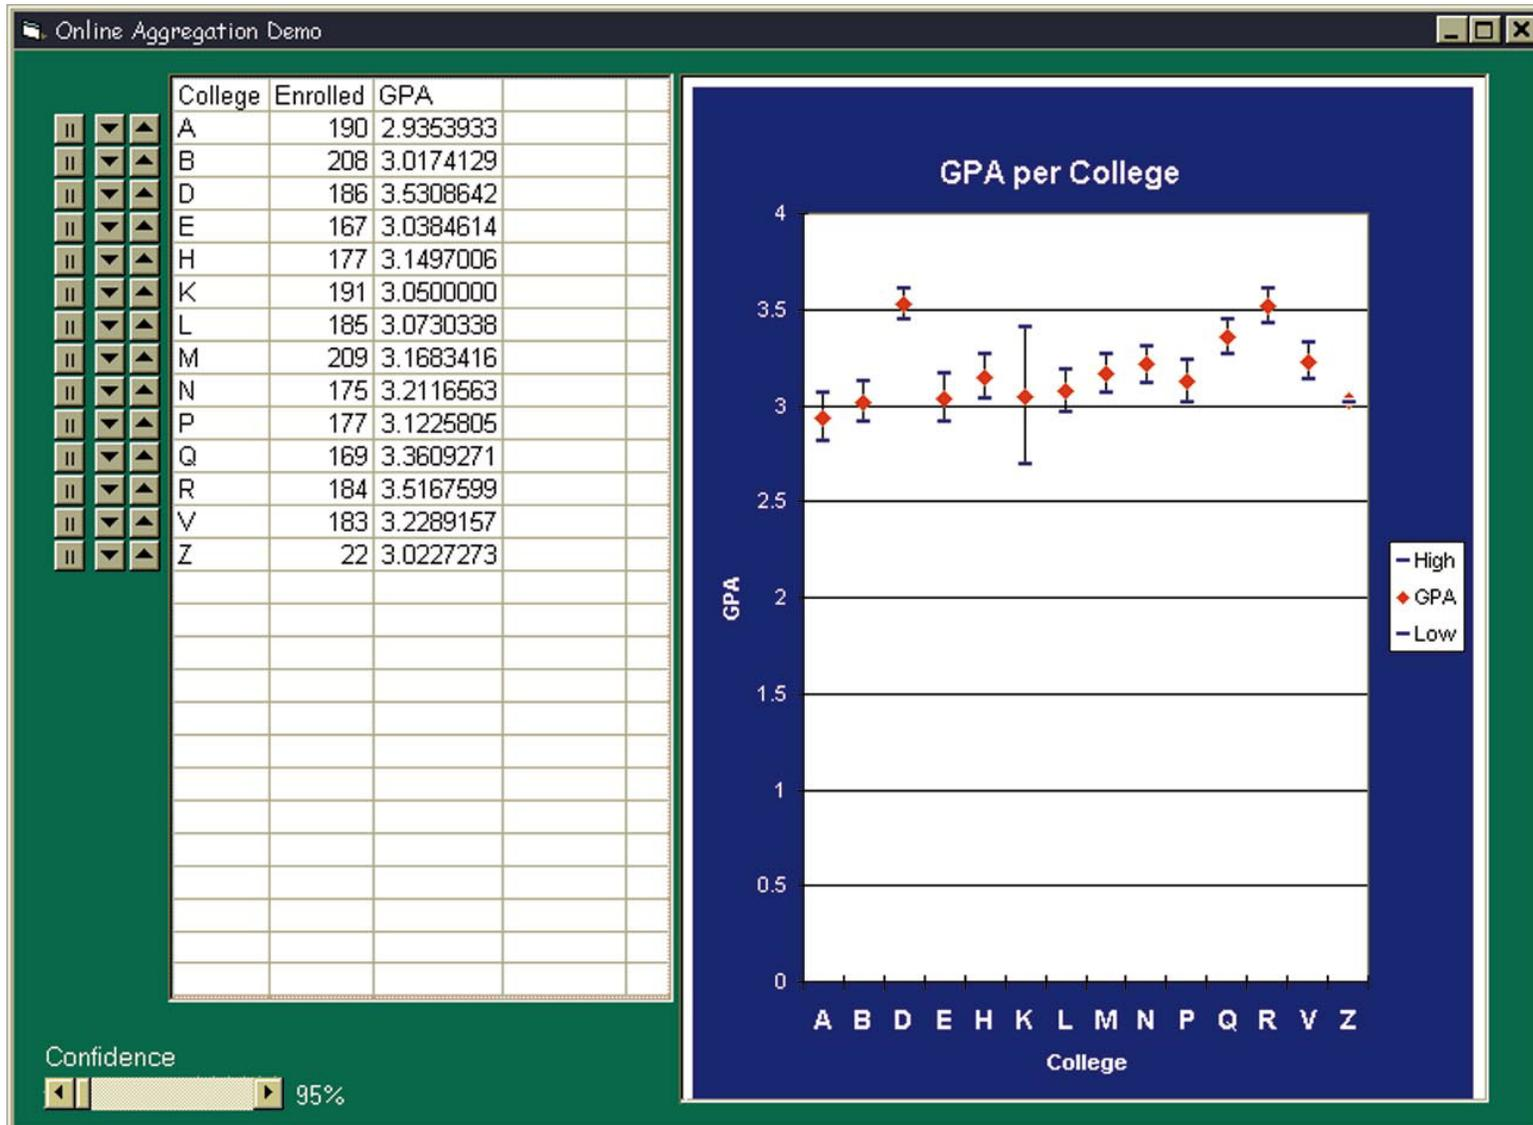 Online Aggregation Demo
College Enrolled GPA
A 190 2.9353933
B 208 3.0174129
D 186 3.5308642
E 167 3.0384614
H 177 3.1497006
K 191 3.0500000
L 185 3.0730338
M 209 3.1683416
N 175 3.2116563
P 177 3.1225805
Q 169 3.3609271
R 184 3.5167599
V 183 3.2289157
Z 22 3.0227273
Confidence
95%
GPA per College
4
3.5
3
2.5
2
1.5
1
0.5
0
GPA
A B D E H K L M N P Q R V Z
College
High
GPA
Low